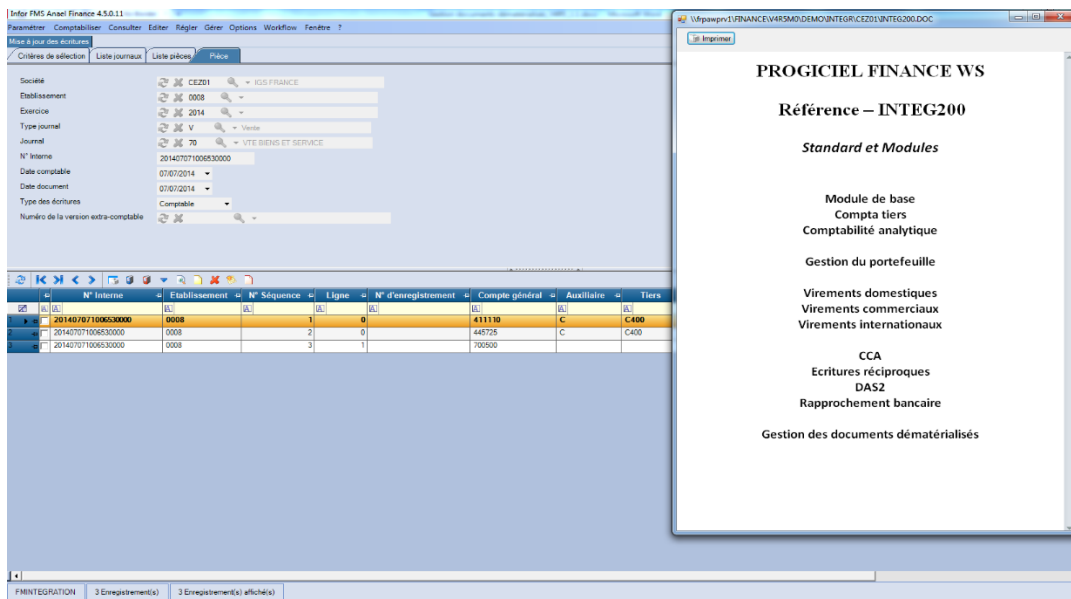 Infor FMS Anael Finance 4.5.0.11
Paramétrer Comptabiliser Consulter Editer Régler Gérer Options Workflow Fenêtre ?
Mise à jour des écritures
Critères de sélection Liste journaux Liste pièces Pièce
Société CEZ01 IGS FRANCE
Etablissement 0008
Exercice 2014
Type journal V Vente
Journal 70 VTE BIENS ET SERVICE
N° Interne 201407071006530000
Date comptable 07/07/2014
Date document 07/07/2014
Type des écritures Comptable
Numéro de la version extra-comptable
N° Interne Etablissement N° Séquence Ligne N° d'enregistrement Compte général Auxiliaire Tiers
1 201407071006530000 0008 1 0 411110 C C400
2 201407071006530000 0008 2 0 445725 C C400
3 201407071006530000 0008 3 1 700500
FMINTEGRATION 3 Enregistrement(s) 3 Enregistrement(s) affiché(s)
\\frpawprv1\FINANCE\V4R5M0\DEMO\INTEGR\CEZ01\INTEG200.DOC
Imprimer
PROGICIEL FINANCE WS
Référence – INTEG200
Standard et Modules
Module de base
Compta tiers
Comptabilité analytique
Gestion du portefeuille
Virements domestiques
Virements commerciaux
Virements internationaux
CCA
Ecritures réciproques
DAS2
Rapprochement bancaire
Gestion des documents dématérialisés